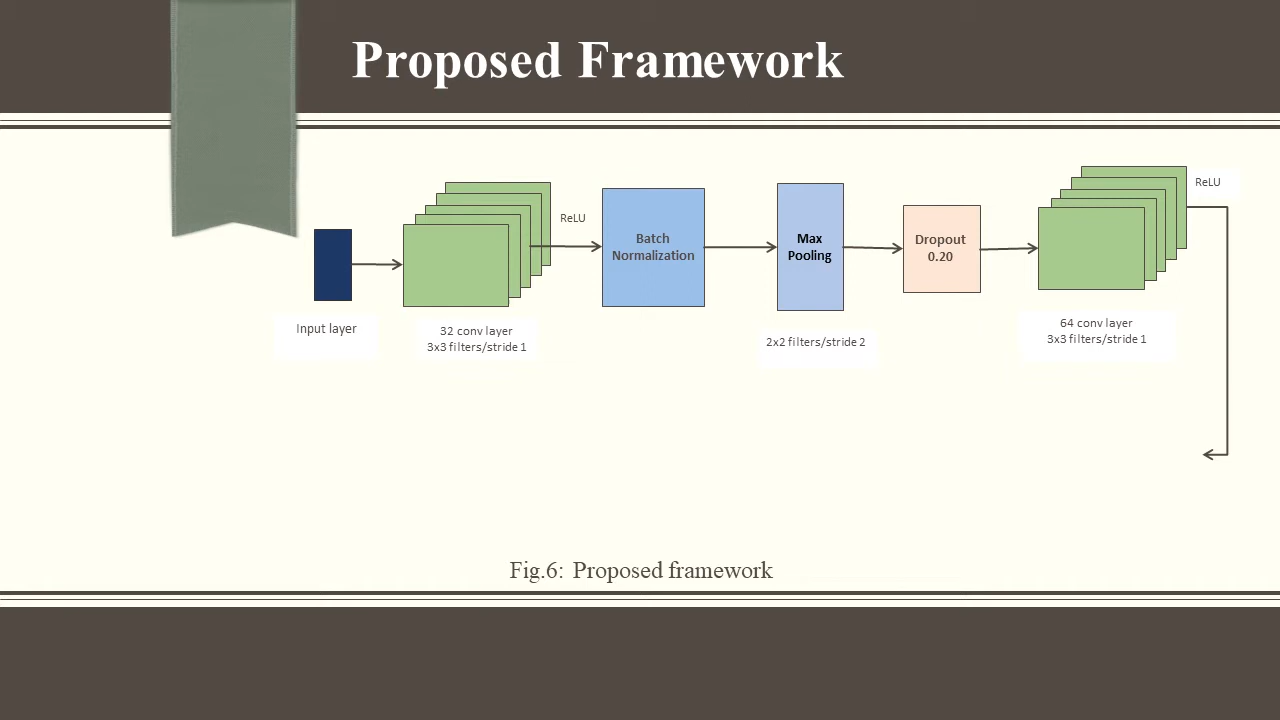 Proposed Framework
ReLU
ReLU
Batch
Normalization
Max
Pooling
Dropout
0.20
Input layer
32 conv layer
3x3 filters/stride 1
2x2 filters/stride 2
64 conv layer
3x3 filters/stride 1
Fig.6: Proposed framework